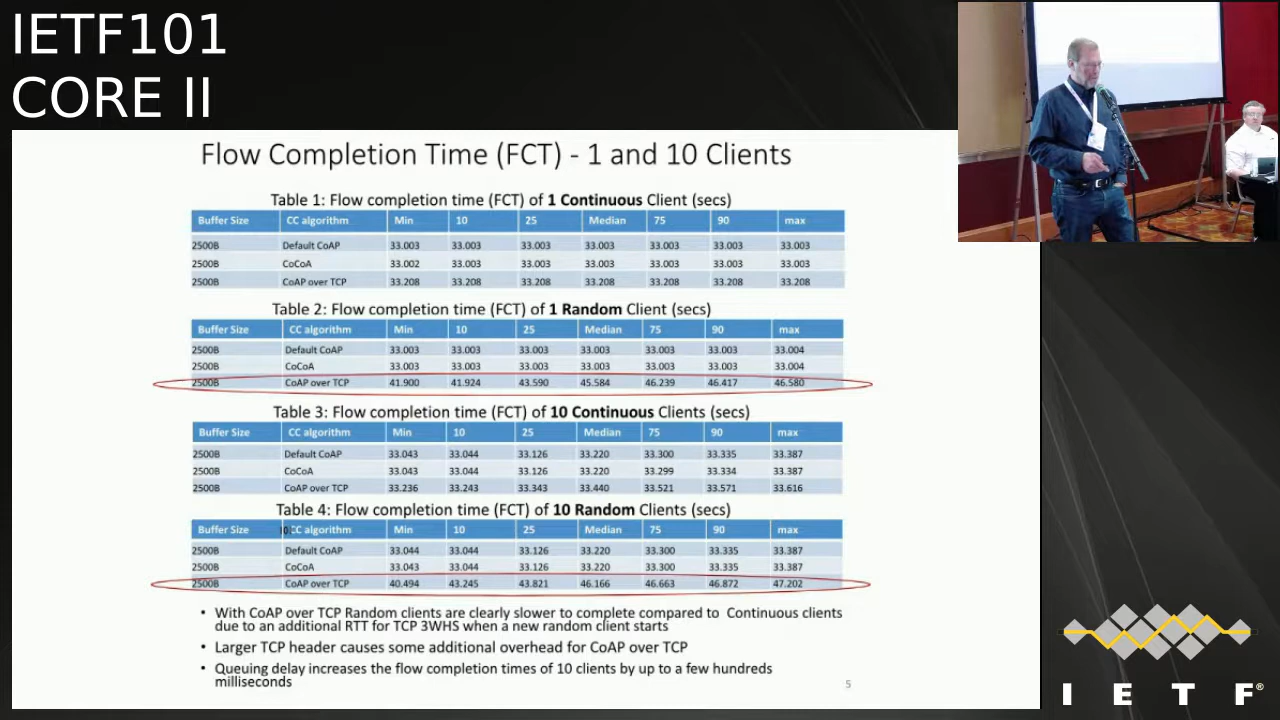 IETF101
CORE II
Flow Completion Time (FCT) - 1 and 10 Clients
Table 1: Flow completion time (FCT) of 1 Continuous Client (secs)
Buffer Size CC algorithm Min 10 25 Median 75 90 max
2500B Default CoAP 33.003 33.003 33.003 33.003 33.003 33.003 33.003
2500B CoCoA 33.002 33.003 33.003 33.003 33.003 33.003 33.003
2500B CoAP over TCP 33.208 33.208 33.208 33.208 33.208 33.208 33.208
Table 2: Flow completion time (FCT) of 1 Random Client (secs)
Buffer Size CC algorithm Min 10 25 Median 75 90 max
2500B Default CoAP 33.003 33.003 33.003 33.003 33.003 33.003 33.004
2500B CoCoA 33.003 33.003 33.003 33.003 33.003 33.003 33.004
2500B CoAP over TCP 41.900 41.924 43.590 45.584 46.239 46.417 46.580
Table 3: Flow completion time (FCT) of 10 Continuous Clients (secs)
Buffer Size CC algorithm Min 10 25 Median 75 90 max
2500B Default CoAP 33.043 33.044 33.126 33.220 33.300 33.335 33.387
2500B CoCoA 33.043 33.044 33.126 33.220 33.299 33.334 33.387
2500B CoAP over TCP 33.236 33.243 33.343 33.440 33.521 33.571 33.616
Table 4: Flow completion time (FCT) of 10 Random Clients (secs)
Buffer Size CC algorithm Min 10 25 Median 75 90 max
2500B Default CoAP 33.044 33.044 33.126 33.220 33.300 33.335 33.387
2500B CoCoA 33.043 33.044 33.126 33.220 33.300 33.335 33.387
2500B CoAP over TCP 40.494 43.245 43.821 46.166 46.663 46.872 47.202
• With CoAP over TCP Random clients are clearly slower to complete compared to Continuous clients
due to an additional RTT for TCP 3WHS when a new random client starts
• Larger TCP header causes some additional overhead for CoAP over TCP
• Queuing delay increases the flow completion times of 10 clients by up to a few hundreds
milliseconds
5
I E T F®